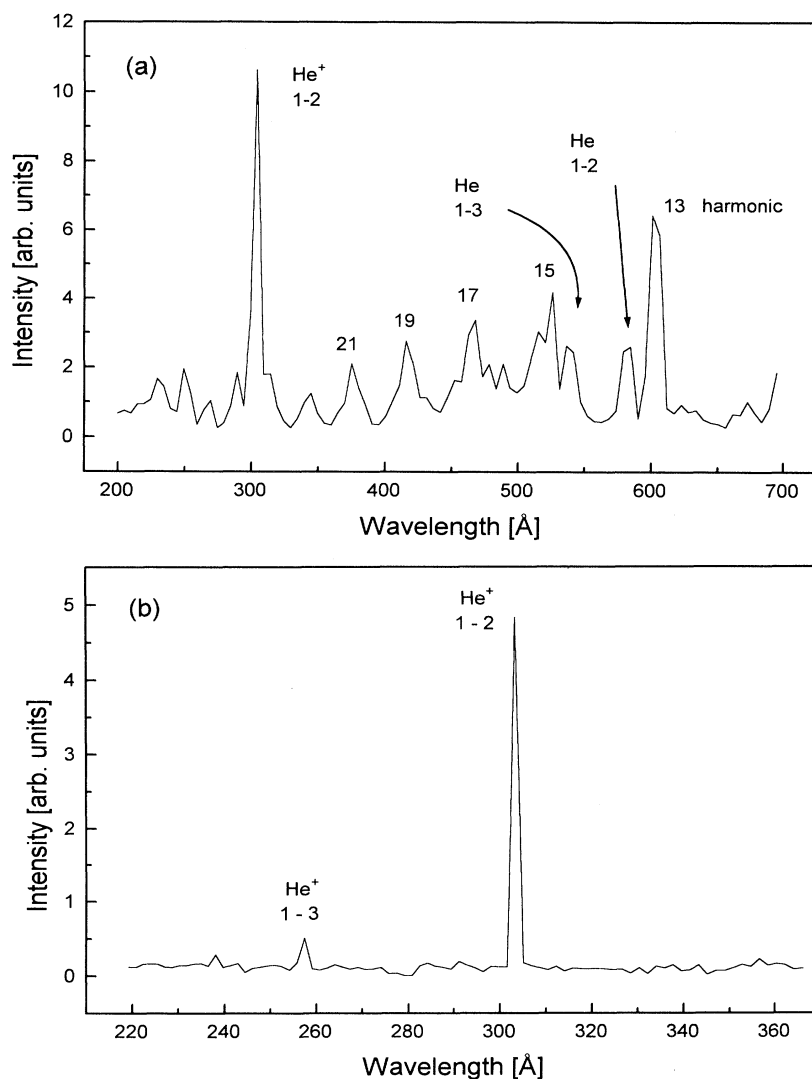 (a)
He⁺
1-2
He
1-3
He
1-2
13 harmonic
15
17
19
21
12
10
8
6
4
2
0
Intensity [arb. units]
200 300 400 500 600 700
Wavelength [Å]
(b)
He⁺
1 - 2
He⁺
1 - 3
5
4
3
2
1
0
Intensity [arb. units]
220 240 260 280 300 320 340 360
Wavelength [Å]